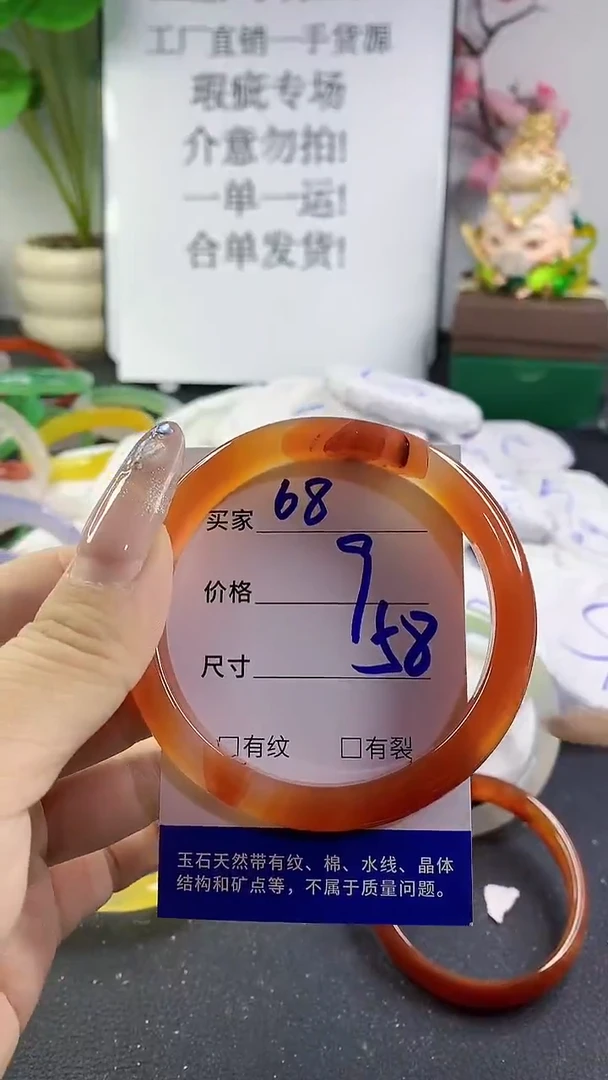 工厂直销一手货源
瑕疵专场
介意勿拍!
一单一运!
合单发货!
买家 68
价格 9
尺寸 58
□有纹 □有裂
玉石天然带有纹、棉、水线、晶体
结构和矿点等，不属于质量问题。